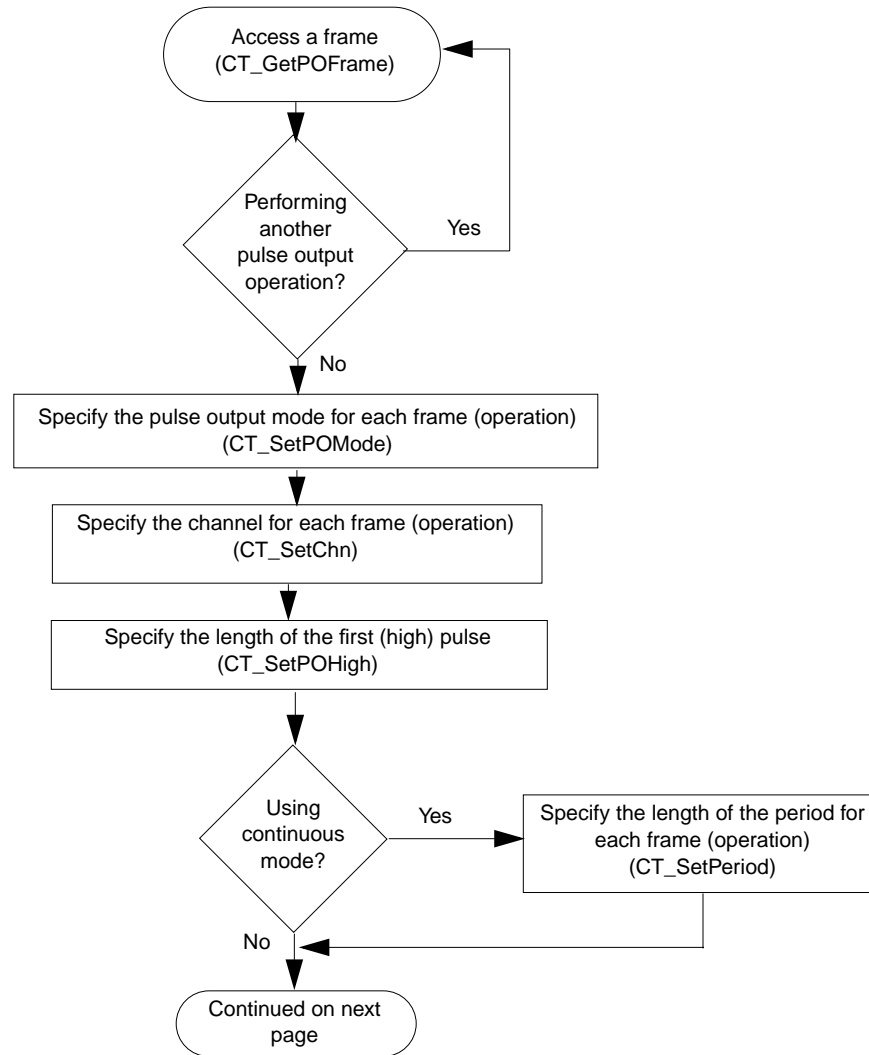 Access a frame
(CT_GetPOFrame)
Performing
another
pulse output
operation?
Yes
No
Specify the pulse output mode for each frame (operation)
(CT_SetPOMode)
Specify the channel for each frame (operation)
(CT_SetChn)
Specify the length of the first (high) pulse
(CT_SetPOHigh)
Using
continuous
mode?
Yes
Specify the length of the period for
each frame (operation)
(CT_SetPeriod)
No
Continued on next
page